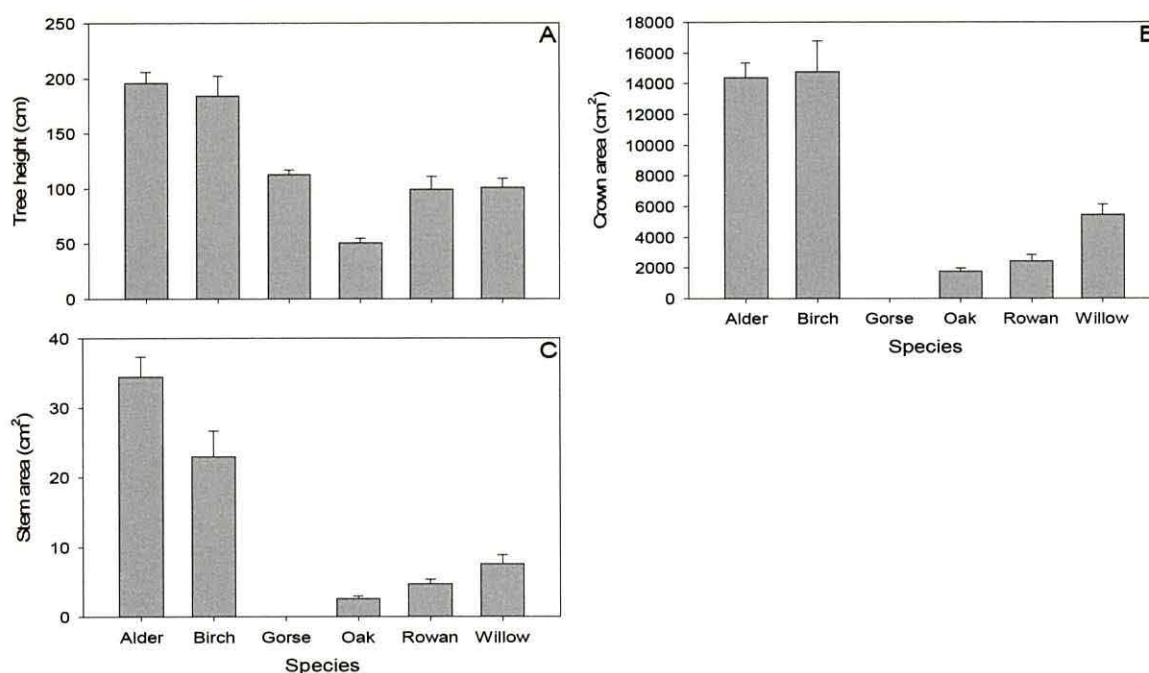 A
Tree height (cm)
250
200
150
100
50
0
B
Crown area (cm²)
18000
16000
14000
12000
10000
8000
6000
4000
2000
0
Alder Birch Gorse Oak Rowan Willow
Species
C
Stem area (cm²)
40
30
20
10
0
Alder Birch Gorse Oak Rowan Willow
Species